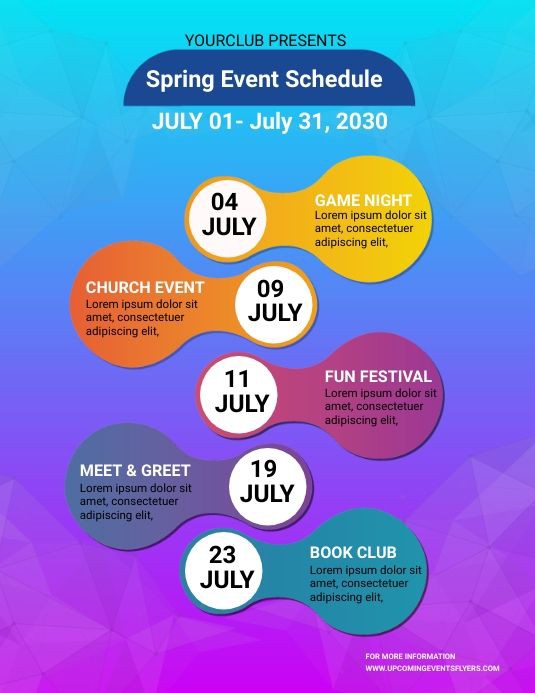 YOURCLUB PRESENTS
Spring Event Schedule
JULY 01- July 31, 2030
04
JULY
GAME NIGHT
Lorem ipsum dolor sit
amet, consectetuer
adipiscing elit,
CHURCH EVENT
Lorem ipsum dolor sit
amet, consectetuer
adipiscing elit,
09
JULY
11
JULY
FUN FESTIVAL
Lorem ipsum dolor sit
amet, consectetuer
adipiscing elit,
MEET & GREET
Lorem ipsum dolor sit
amet, consectetuer
adipiscing elit,
19
JULY
23
JULY
BOOK CLUB
Lorem ipsum dolor sit
amet, consectetuer
adipiscing elit,
FOR MORE INFORMATION
WWW.UPCOMINGEVENTSFLYERS.COM